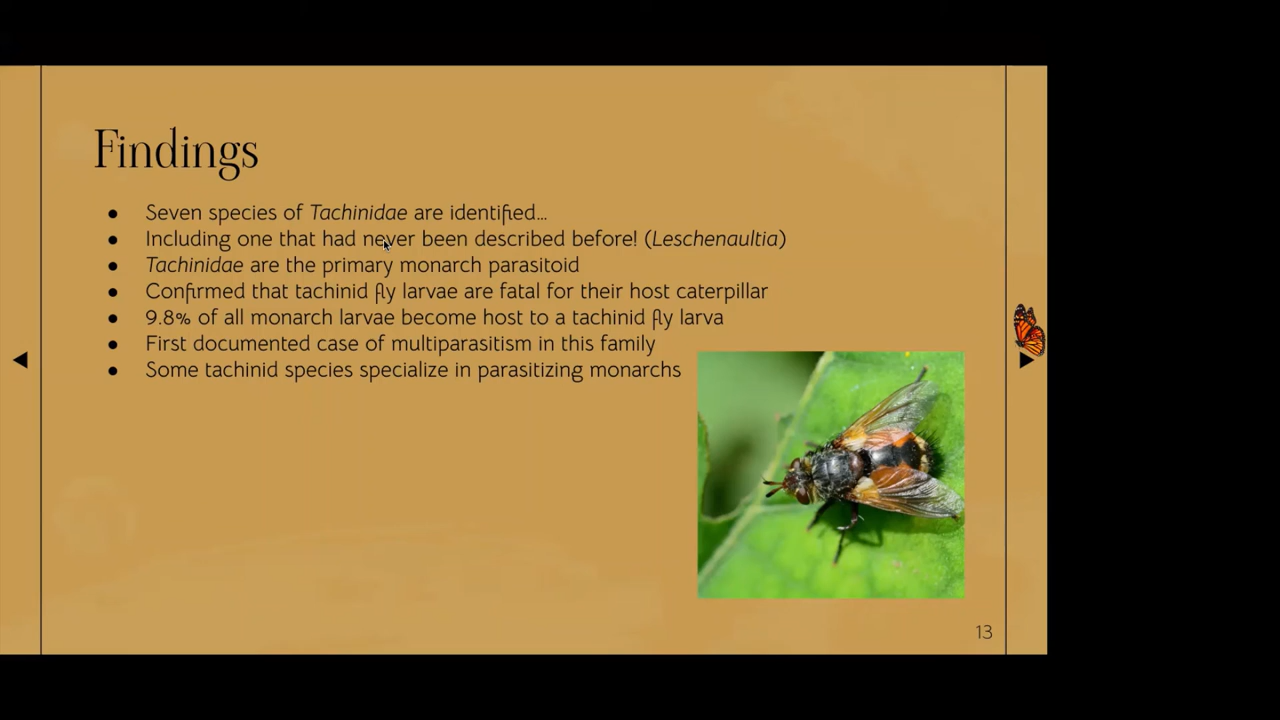 Findings
● Seven species of Tachinidae are identified...
● Including one that had never been described before! (Leschenaultia)
● Tachinidae are the primary monarch parasitoid
● Confirmed that tachinid fly larvae are fatal for their host caterpillar
● 9.8% of all monarch larvae become host to a tachinid fly larva
● First documented case of multiparasitism in this family
● Some tachinid species specialize in parasitizing monarchs
13